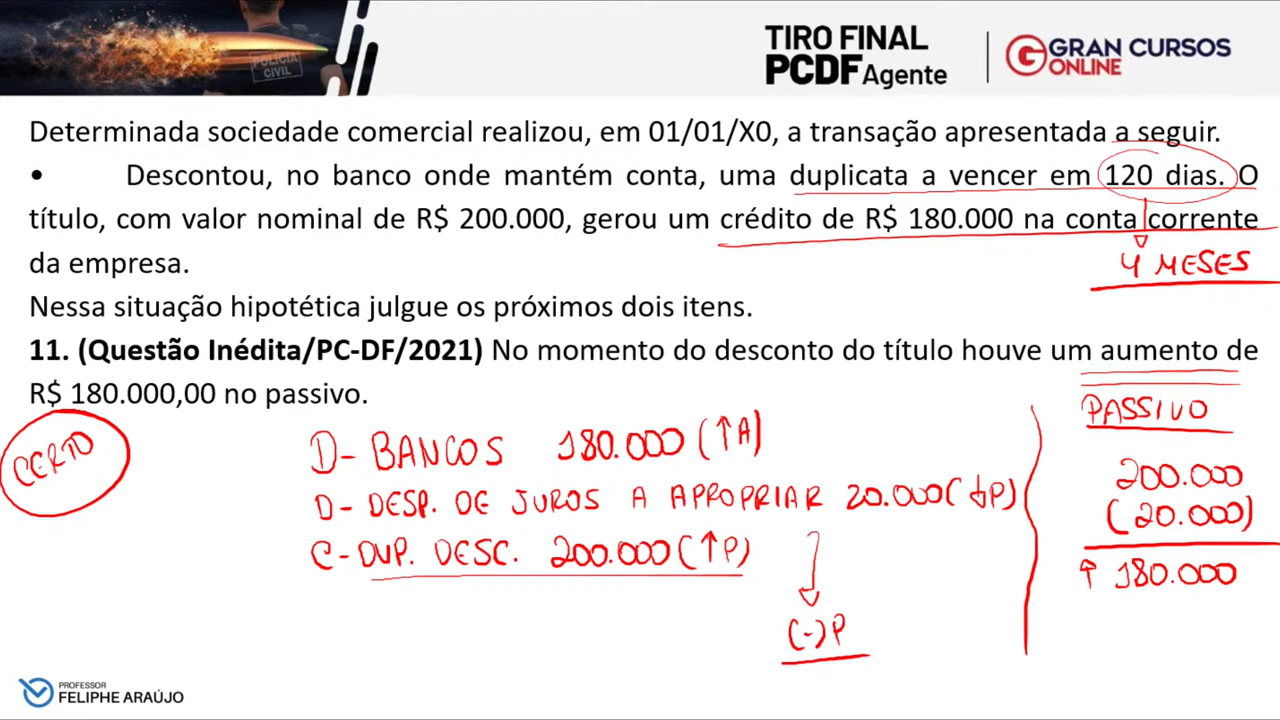 POLÍCIA
CIVIL
TIRO FINAL
PCDF Agente
GRAN CURSOS
ONLINE
Determinada sociedade comercial realizou, em 01/01/X0, a transação apresentada a seguir.
• Descontou, no banco onde mantém conta, uma duplicata a vencer em 120 dias. O
título, com valor nominal de R$ 200.000, gerou um crédito de R$ 180.000 na conta corrente
da empresa.
4 MESES
Nessa situação hipotética julgue os próximos dois itens.
11. (Questão Inédita/PC-DF/2021) No momento do desconto do título houve um aumento de
R$ 180.000,00 no passivo.
CERTO
D- BANCOS 180.000 (↑A)
D- DESP. DE JUROS A APROPRIAR 20.000 (↓P)
C- DUP. DESC. 200.000 (↑P)
(-)P
PASSIVO
200.000
(20.000)
↑ 180.000
PROFESSOR
FELIPHE ARAÚJO